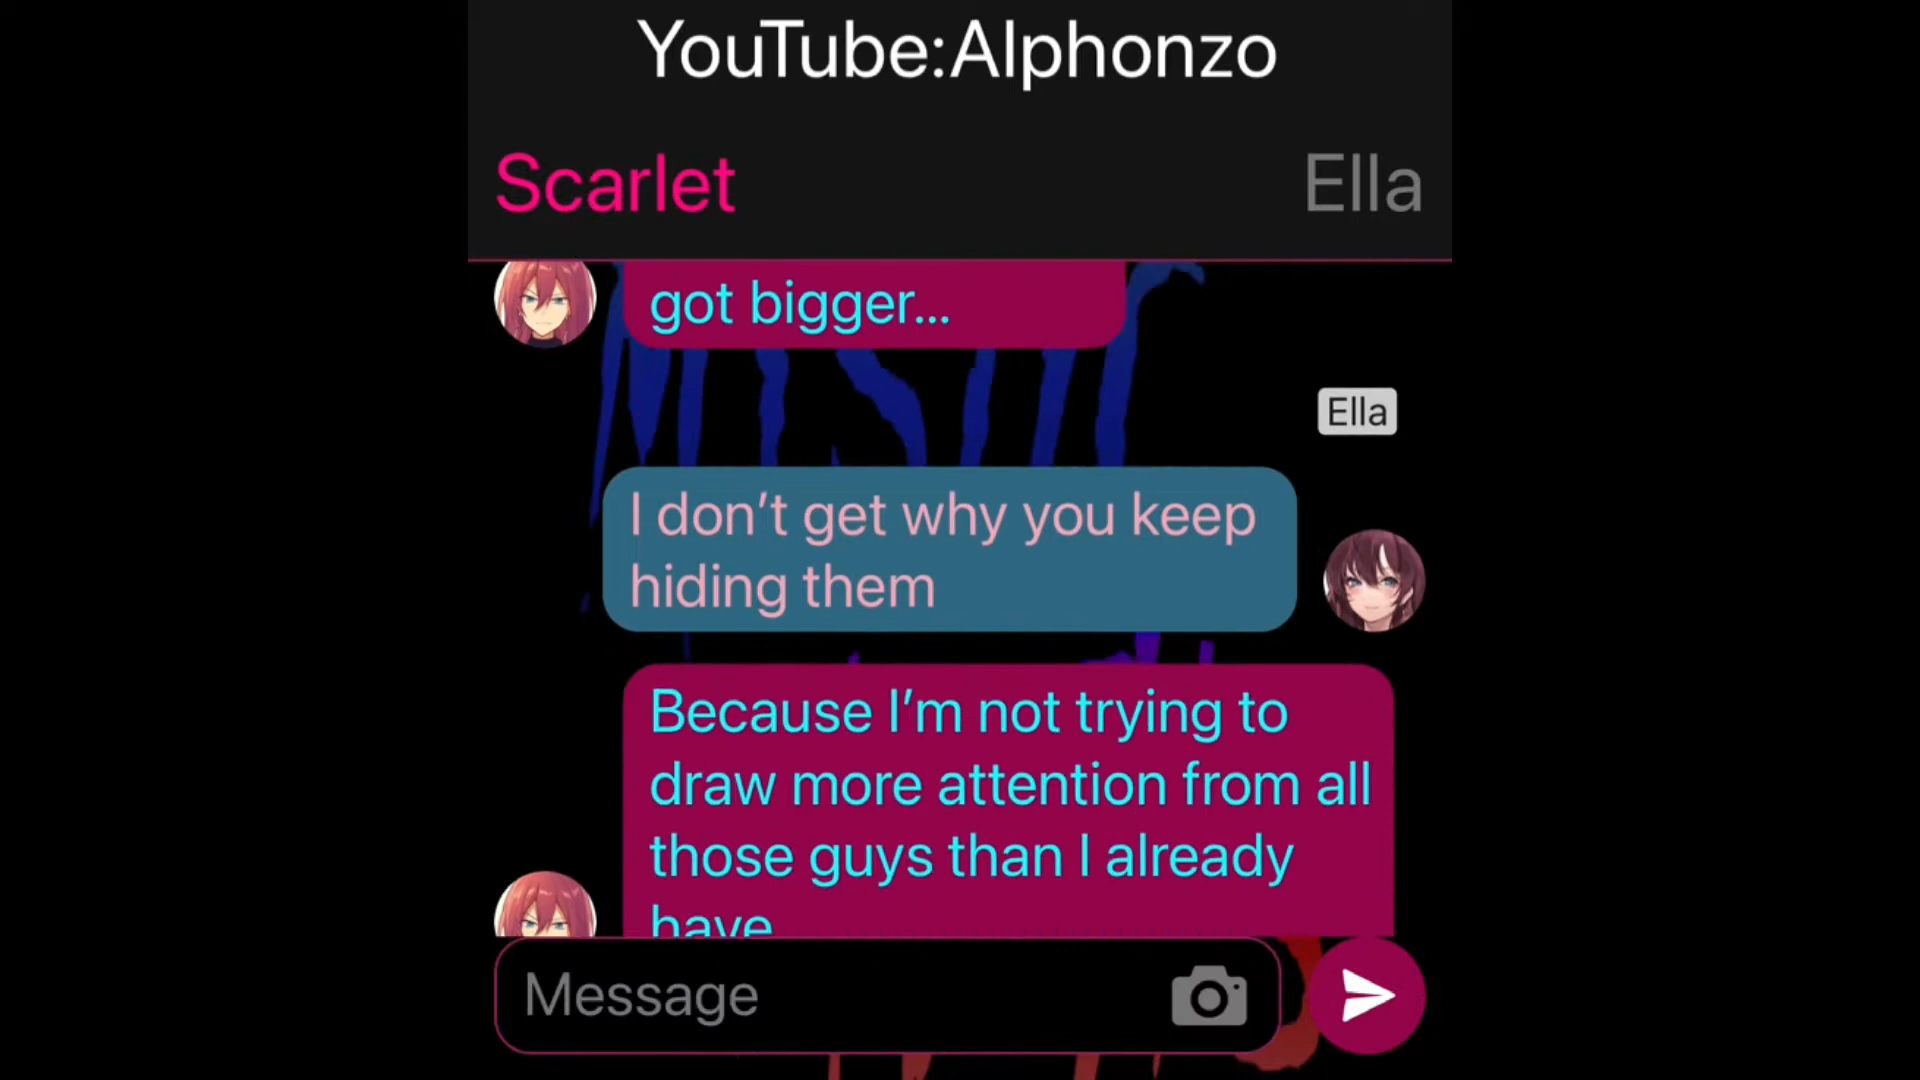 YouTube:Alphonzo
Scarlet
Ella
got bigger...
Ella
I don’t get why you keep
hiding them
Because I’m not trying to
draw more attention from all
those guys than I already
have
Message